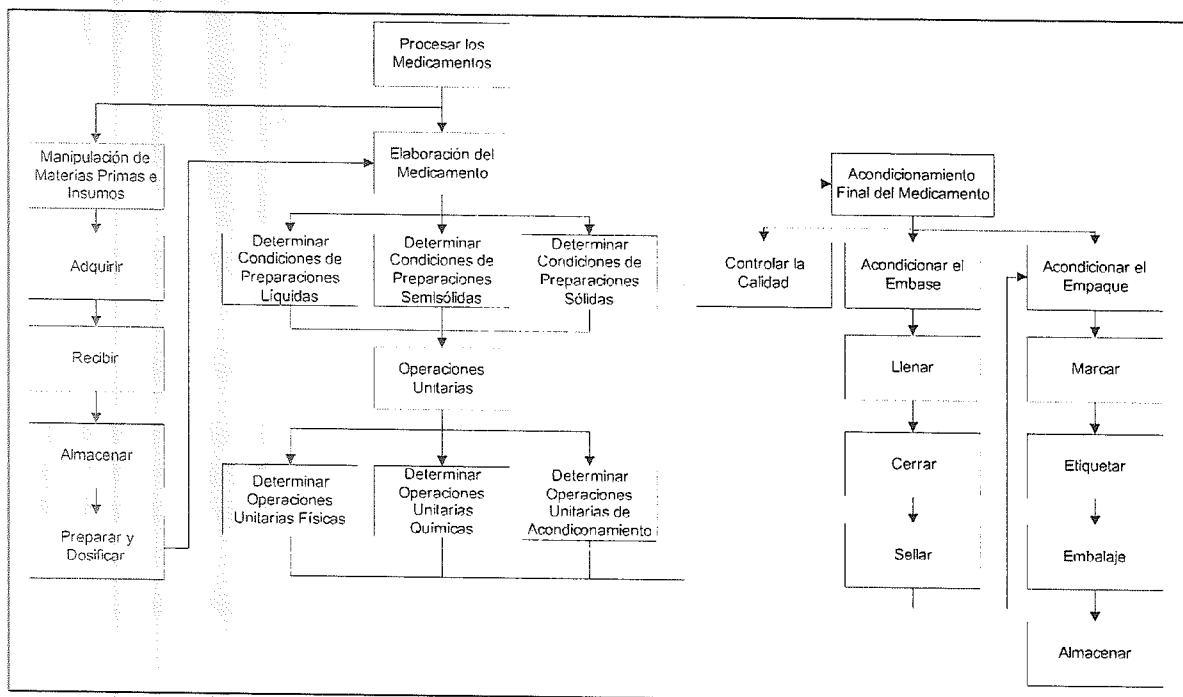 Procesar los
Medicamentos
Manipulación de
Materias Primas e
Insumos
Adquirir
Recibir
Almacenar
Preparar y
Dosificar
Elaboración del
Medicamento
Determinar
Condiciones de
Preparaciones
Líquidas
Determinar
Condiciones de
Preparaciones
Semisólidas
Determinar
Condiciones de
Preparaciones
Sólidas
Operaciones
Unitarias
Determinar
Operaciones
Unitarias Físicas
Determinar
Operaciones
Unitarias
Químicas
Determinar
Operaciones
Unitarias de
Acondiconamiento
Acondicionamiento
Final del Medicamento
Controlar la
Calidad
Acondicionar el
Embase
Llenar
Cerrar
Sellar
Acondicionar el
Empaque
Marcar
Etiquetar
Embalaje
Almacenar